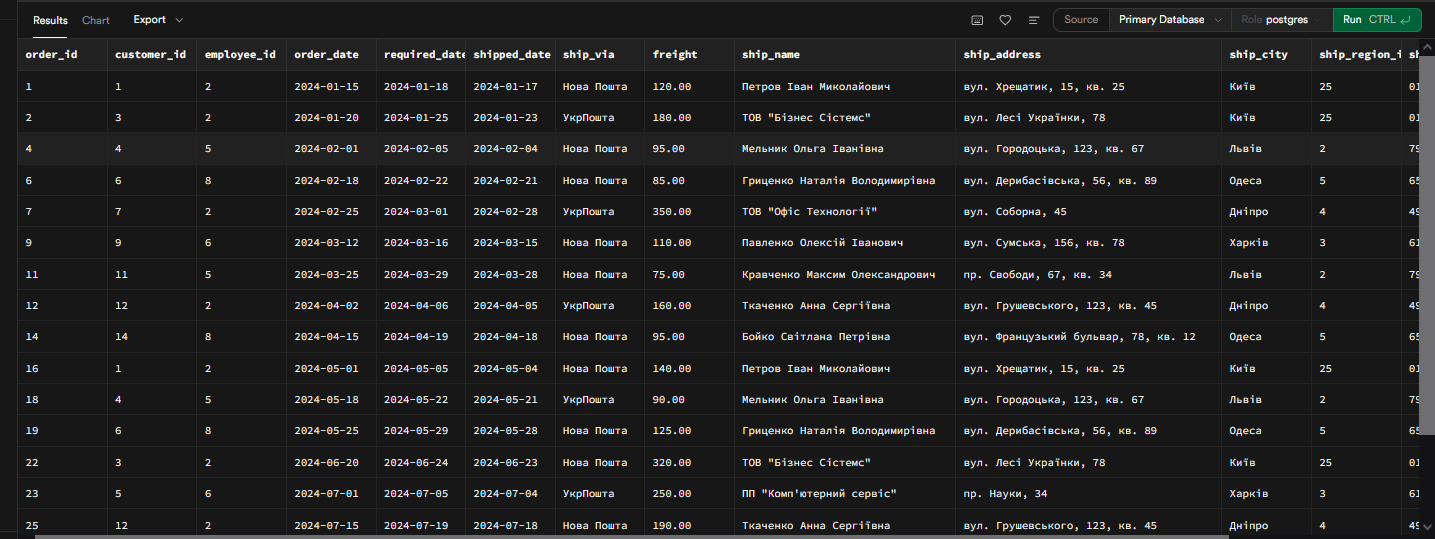 Results Chart Export Source Primary Database Role postgres Run CTRL
order_id customer_id employee_id order_date required_date shipped_date ship_via freight ship_name ship_address ship_city ship_region_i sh
1 1 2 2024-01-15 2024-01-18 2024-01-17 Нова Пошта 120.00 Петров Іван Миколайович вул. Хрещатик, 15, кв. 25 Київ 25 01
2 3 2 2024-01-20 2024-01-25 2024-01-23 УкрПошта 180.00 ТОВ "Бізнес Сістемс" вул. Лесі Українки, 78 Київ 25 01
4 4 5 2024-02-01 2024-02-05 2024-02-04 Нова Пошта 95.00 Мельник Ольга Іванівна вул. Городоцька, 123, кв. 67 Львів 2 79
6 6 8 2024-02-18 2024-02-22 2024-02-21 Нова Пошта 85.00 Гриценко Наталія Володимирівна вул. Дерибасівська, 56, кв. 89 Одеса 5 65
7 7 2 2024-02-25 2024-03-01 2024-02-28 УкрПошта 350.00 ТОВ "Офіс Технології" вул. Соборна, 45 Дніпро 4 49
9 9 6 2024-03-12 2024-03-16 2024-03-15 Нова Пошта 110.00 Павленко Олексій Іванович вул. Сумська, 156, кв. 78 Харків 3 61
11 11 5 2024-03-25 2024-03-29 2024-03-28 Нова Пошта 75.00 Кравченко Максим Олександрович пр. Свободи, 67, кв. 34 Львів 2 79
12 12 2 2024-04-02 2024-04-06 2024-04-05 УкрПошта 160.00 Ткаченко Анна Сергіївна вул. Грушевського, 123, кв. 45 Дніпро 4 49
14 14 8 2024-04-15 2024-04-19 2024-04-18 Нова Пошта 95.00 Бойко Світлана Петрівна вул. Французький бульвар, 78, кв. 12 Одеса 5 65
16 1 2 2024-05-01 2024-05-05 2024-05-04 Нова Пошта 140.00 Петров Іван Миколайович вул. Хрещатик, 15, кв. 25 Київ 25 01
18 4 5 2024-05-18 2024-05-22 2024-05-21 УкрПошта 90.00 Мельник Ольга Іванівна вул. Городоцька, 123, кв. 67 Львів 2 79
19 6 8 2024-05-25 2024-05-29 2024-05-28 Нова Пошта 125.00 Гриценко Наталія Володимирівна вул. Дерибасівська, 56, кв. 89 Одеса 5 65
22 3 2 2024-06-20 2024-06-24 2024-06-23 Нова Пошта 320.00 ТОВ "Бізнес Сістемс" вул. Лесі Українки, 78 Київ 25 01
23 5 6 2024-07-01 2024-07-05 2024-07-04 УкрПошта 250.00 ПП "Комп'ютерний сервіс" пр. Науки, 34 Харків 3 61
25 12 2 2024-07-15 2024-07-19 2024-07-18 Нова Пошта 190.00 Ткаченко Анна Сергіївна вул. Грушевського, 123, кв. 45 Дніпро 4 49